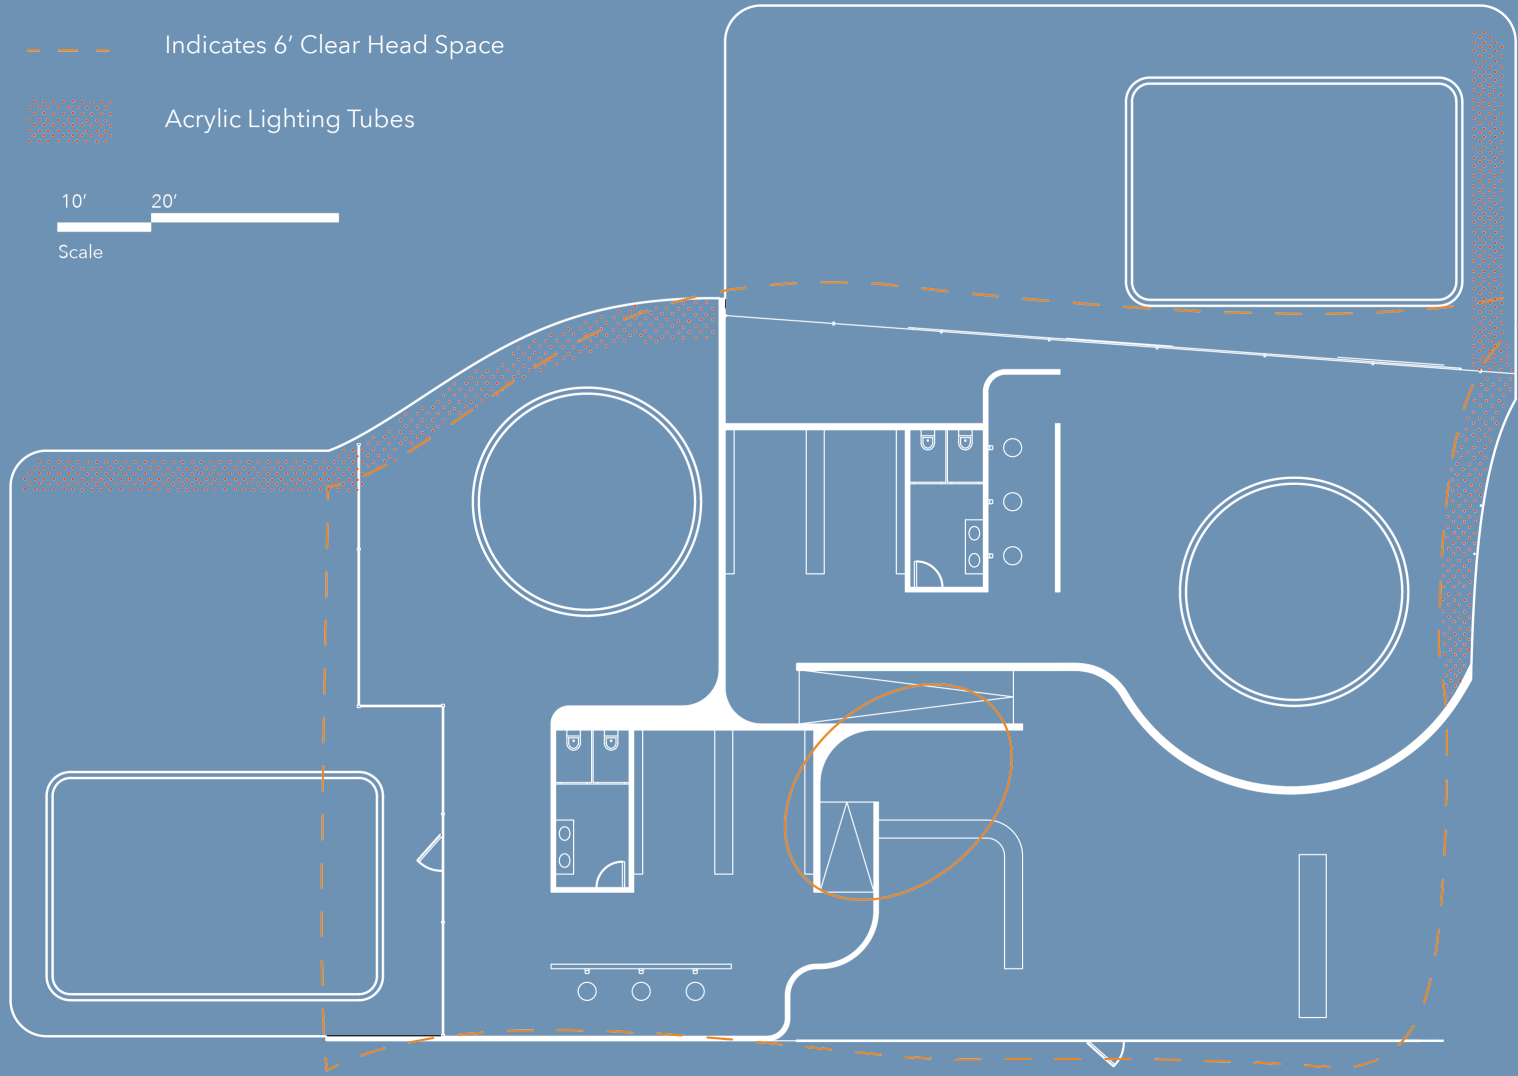 Indicates 6’ Clear Head Space
Acrylic Lighting Tubes
10’ 20’
Scale